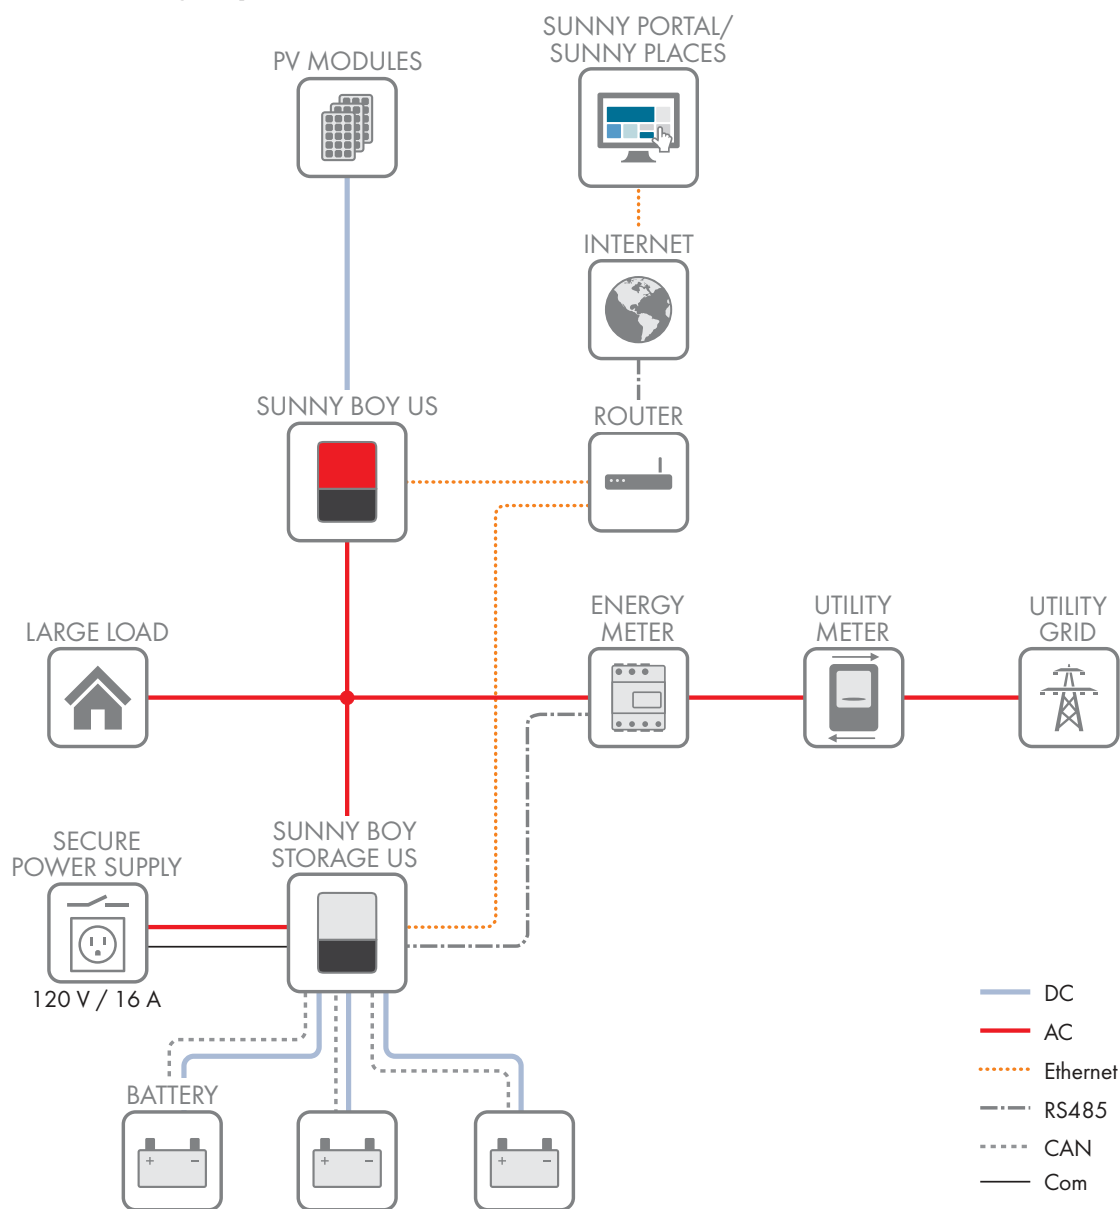 SUNNY PORTAL/
SUNNY PLACES
PV MODULES
INTERNET
SUNNY BOY US
ROUTER
ENERGY
METER
UTILITY
METER
UTILITY
GRID
LARGE LOAD
SUNNY BOY
STORAGE US
SECURE
POWER SUPPLY
120 V / 16 A
BATTERY
DC
AC
Ethernet
RS485
CAN
Com